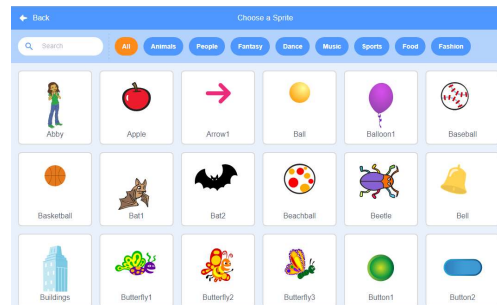 Back Choose a Sprite
Search All Animals People Fantasy Dance Music Sports Food Fashion
Abby Apple Arrow1 Ball Balloon1 Baseball
Basketball Bat1 Bat2 Beachball Beetle Bell
Buildings Butterfly1 Butterfly2 Butterfly3 Button1 Button2